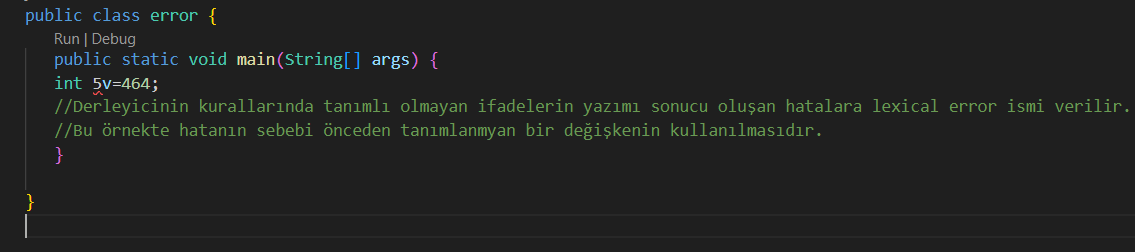 public class error {
Run | Debug
public static void main(String[] args) {
int 5v=464;
//Derleyicinin kurallarında tanımlı olmayan ifadelerin yazımı sonucu oluşan hatalara lexical error ismi verilir.
//Bu örnekte hatanın sebebi önceden tanımlanmyan bir değişkenin kullanılmasıdır.
}
}